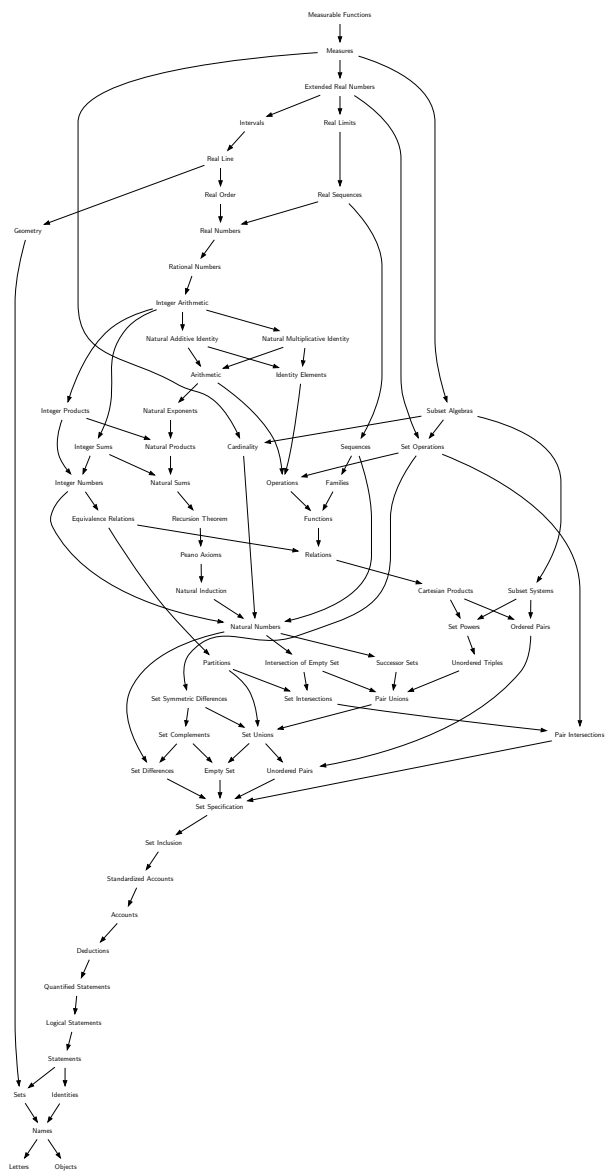 Measurable Functions
Measures
Extended Real Numbers
Intervals
Real Limits
Real Line
Real Order
Real Sequences
Geometry
Real Numbers
Rational Numbers
Integer Arithmetic
Natural Additive Identity
Natural Multiplicative Identity
Arithmetic
Identity Elements
Integer Products
Natural Exponents
Subset Algebras
Integer Sums
Natural Products
Cardinality
Sequences
Set Operations
Integer Numbers
Natural Sums
Operations
Families
Equivalence Relations
Recursion Theorem
Functions
Peano Axioms
Relations
Natural Induction
Cartesian Products
Subset Systems
Natural Numbers
Set Powers
Ordered Pairs
Partitions
Intersection of Empty Set
Successor Sets
Unordered Triples
Set Symmetric Differences
Set Intersections
Pair Unions
Set Complements
Set Unions
Pair Intersections
Set Differences
Empty Set
Unordered Pairs
Set Specification
Set Inclusion
Standardized Accounts
Accounts
Deductions
Quantified Statements
Logical Statements
Statements
Sets
Identities
Names
Letters
Objects